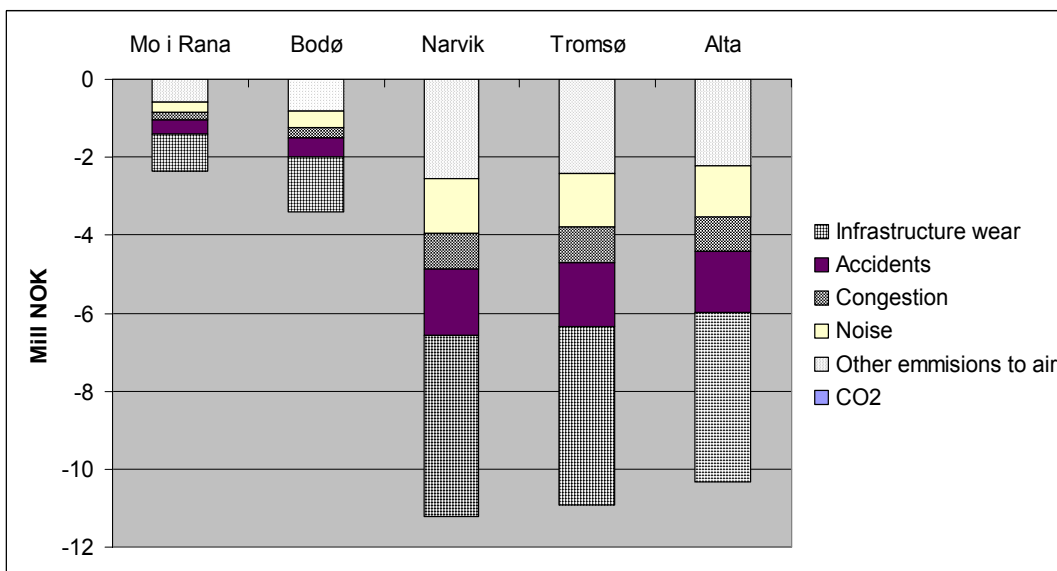 Mo i Rana Bodø Narvik Tromsø Alta
0
-2
-4
-6
-8
-10
-12
Mill NOK
Infrastructure wear
Accidents
Congestion
Noise
Other emmisions to air
CO2